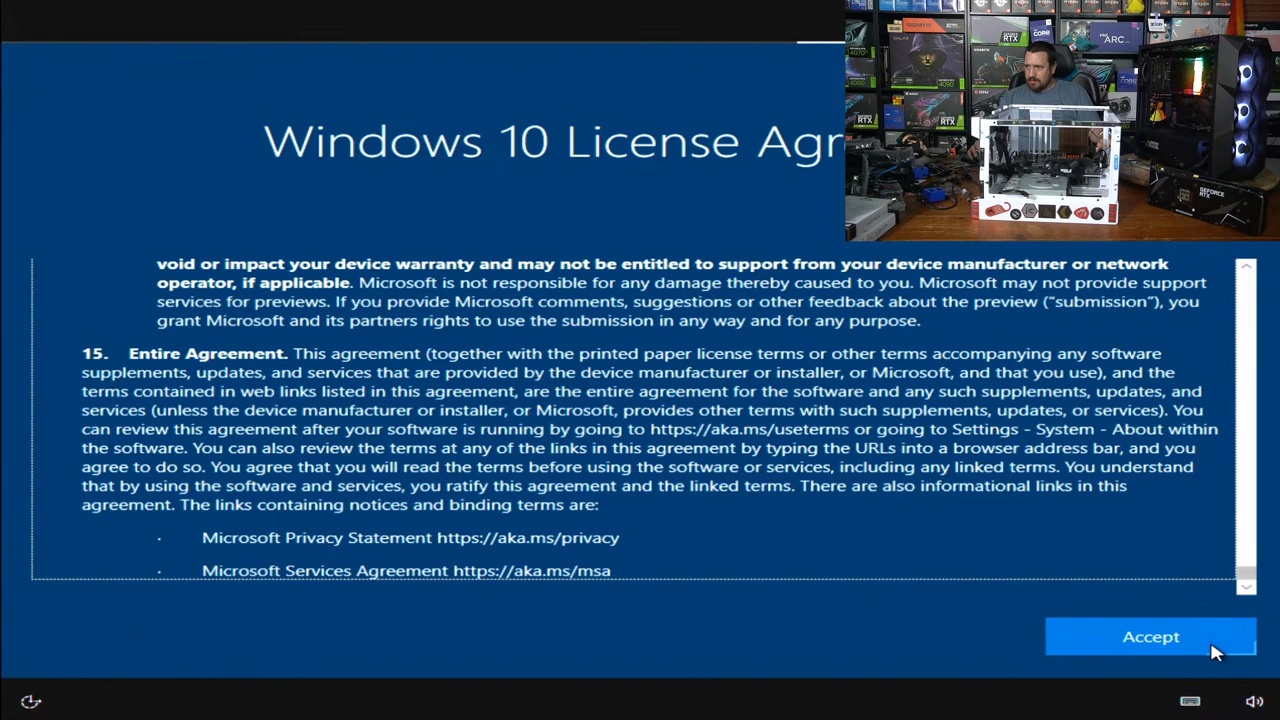 Windows 10 License Agr
void or impact your device warranty and may not be entitled to support from your device manufacturer or network
operator, if applicable. Microsoft is not responsible for any damage thereby caused to you. Microsoft may not provide support
services for previews. If you provide Microsoft comments, suggestions or other feedback about the preview (“submission”), you
grant Microsoft and its partners rights to use the submission in any way and for any purpose.
15. Entire Agreement. This agreement (together with the printed paper license terms or other terms accompanying any software
supplements, updates, and services that are provided by the device manufacturer or installer, or Microsoft, and that you use), and the
terms contained in web links listed in this agreement, are the entire agreement for the software and any such supplements, updates, and
services (unless the device manufacturer or installer, or Microsoft, provides other terms with such supplements, updates, or services). You
can review this agreement after your software is running by going to https://aka.ms/useterms or going to Settings - System - About within
the software. You can also review the terms at any of the links in this agreement by typing the URLs into a browser address bar, and you
agree to do so. You agree that you will read the terms before using the software or services, including any linked terms. You understand
that by using the software and services, you ratify this agreement and the linked terms. There are also informational links in this
agreement. The links containing notices and binding terms are:
· Microsoft Privacy Statement https://aka.ms/privacy
· Microsoft Services Agreement https://aka.ms/msa
Accept
RTX
CORE
ARC
4090
GEFORCE
RTX